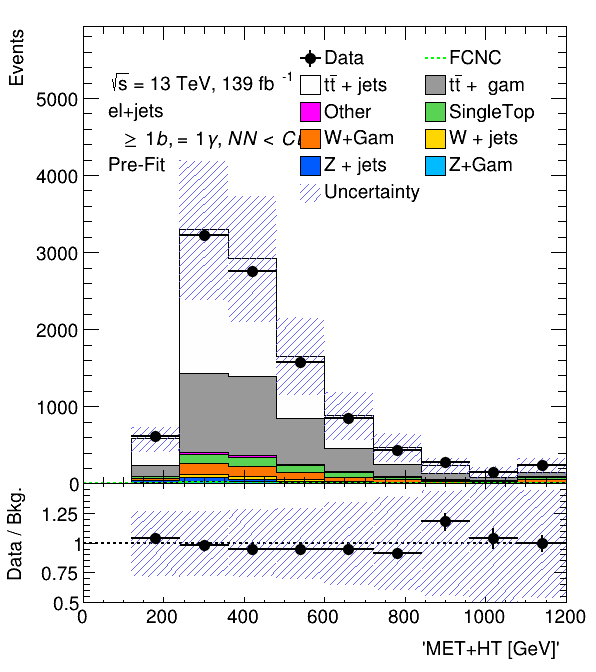 Events
5000
4000
3000
2000
1000
0
√s = 13 TeV, 139 fb⁻¹
el+jets
≥ 1b, = 1γ, NN <
Pre-Fit
Data
FCNC
tt̄ + jets
tt̄ + gam
Other
SingleTop
W+Gam
W + jets
Z + jets
Z+Gam
Uncertainty
Data / Bkg.
1.25
1
0.75
0.5
0 200 400 600 800 1000 1200
'MET+HT [GeV]'